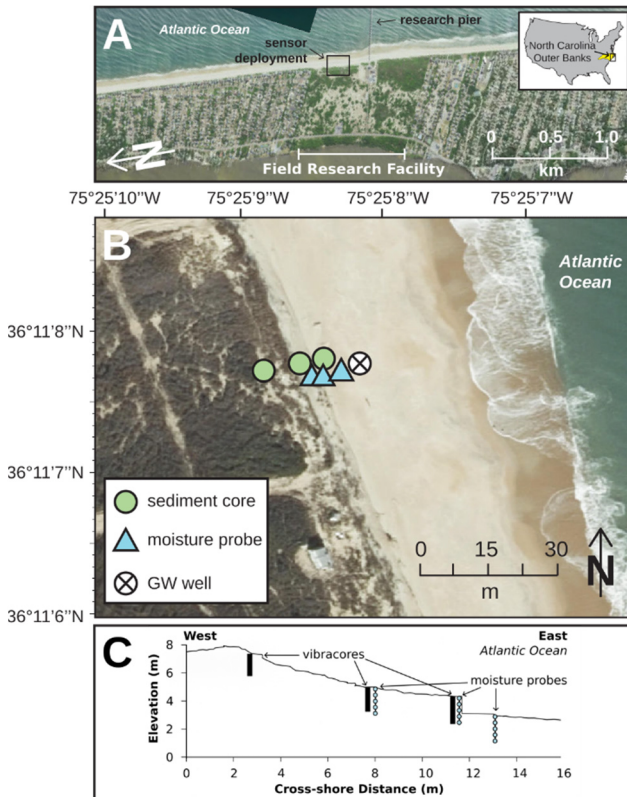 A
Atlantic Ocean
research pier
sensor
deployment
North Carolina
Outer Banks
N
Field Research Facility
0 0.5 1.0
km
75°25'10''W 75°25'9''W 75°25'8''W 75°25'7''W
B
Atlantic
Ocean
36°11'8''N
36°11'7''N
36°11'6''N
sediment core
moisture probe
GW well
0 15 30
m
N
C
West
East
Atlantic Ocean
vibracores
moisture probes
Elevation (m)
8
6
4
2
0
0 2 4 6 8 10 12 14 16
Cross-shore Distance (m)